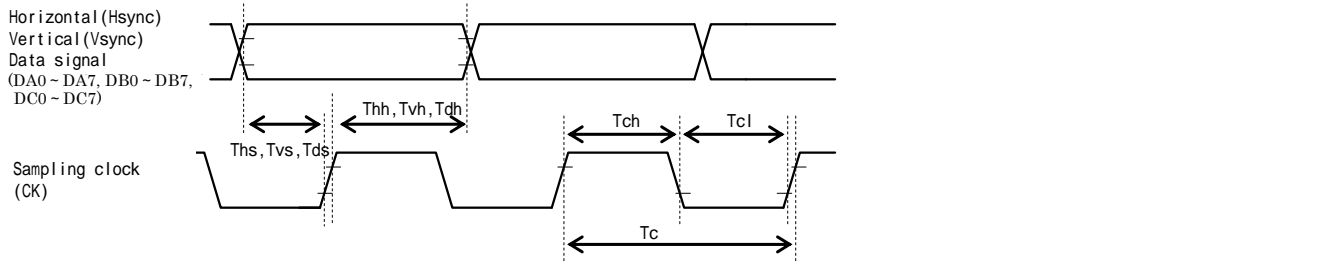 Horizontal(Hsync)
Vertical(Vsync)
Data signal
(DA0 ~ DA7, DB0 ~ DB7,
DC0 ~ DC7)
Thh,Tvh,Tdh
Tch
Tcl
Ths,Tvs,Tds
Sampling clock
(CK)
Tc